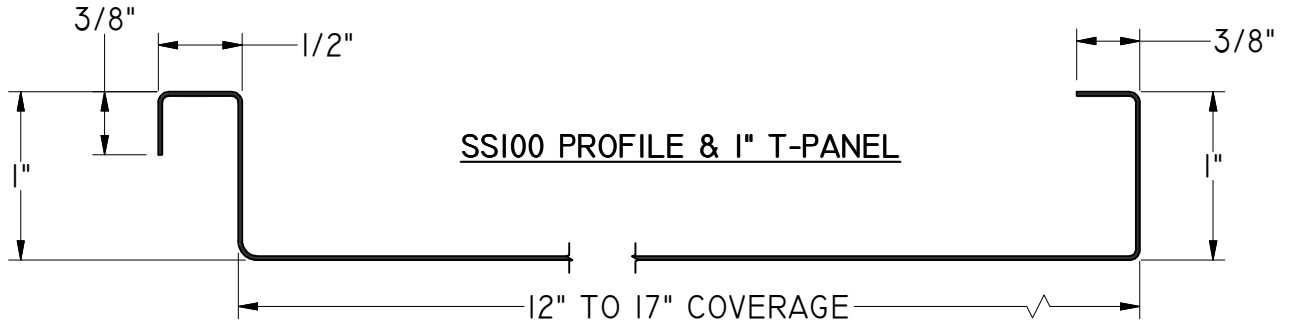 3/8"
1/2"
3/8"
1"
SS100 PROFILE & 1" T-PANEL
1"
12" TO 17" COVERAGE